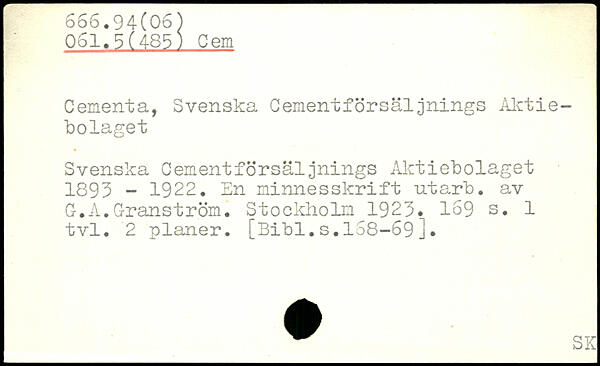 666.94(06)
061.5(485) Cem
Cementa, Svenska Cementförsäljnings Aktie-
bolaget
Svenska Cementförsäljnings Aktiebolaget
1893 - 1922. En minnesskrift utarb. av
G.A.Granström. Stockholm 1923. 169 s. 1
tvl. 2 planer. [Bibl.s.168-69].
SK